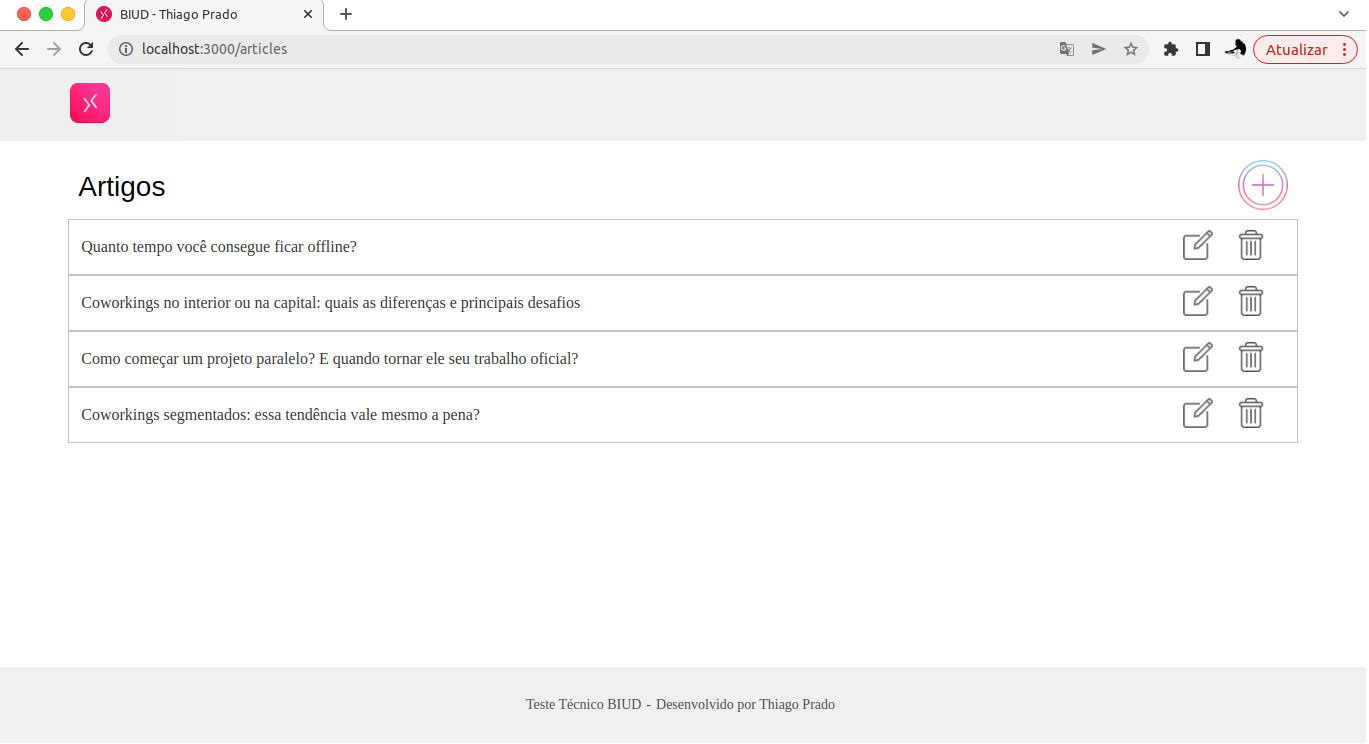 BIUD - Thiago Prado
localhost:3000/articles
Atualizar
Artigos
Quanto tempo você consegue ficar offline?
Coworkings no interior ou na capital: quais as diferenças e principais desafios
Como começar um projeto paralelo? E quando tornar ele seu trabalho oficial?
Coworkings segmentados: essa tendência vale mesmo a pena?
Teste Técnico BIUD - Desenvolvido por Thiago Prado